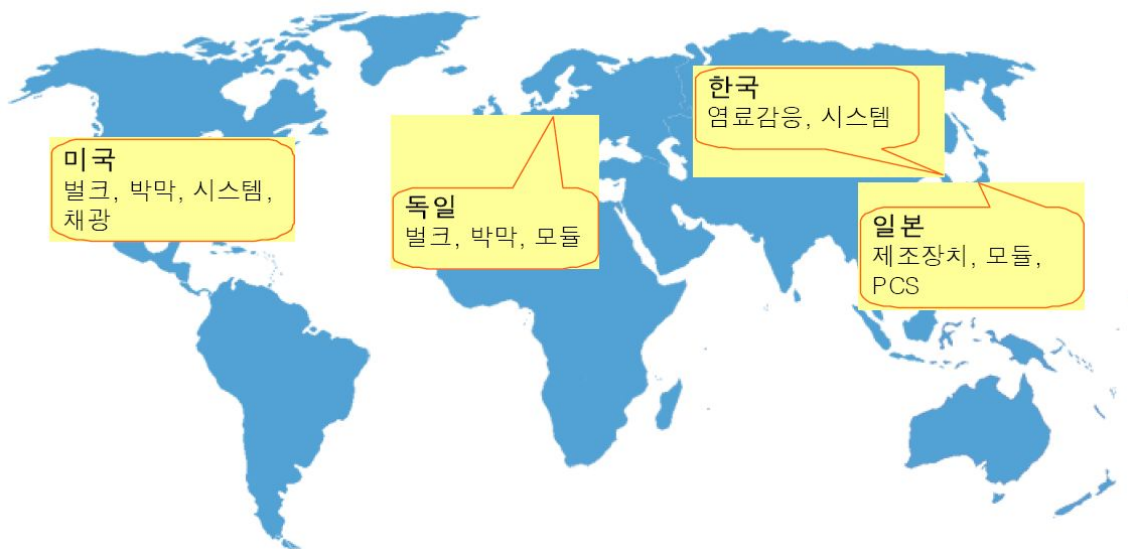 미국
벌크, 박막, 시스템,
채광
독일
벌크, 박막, 모듈
한국
염료감응, 시스템
일본
제조장치, 모듈,
PCS